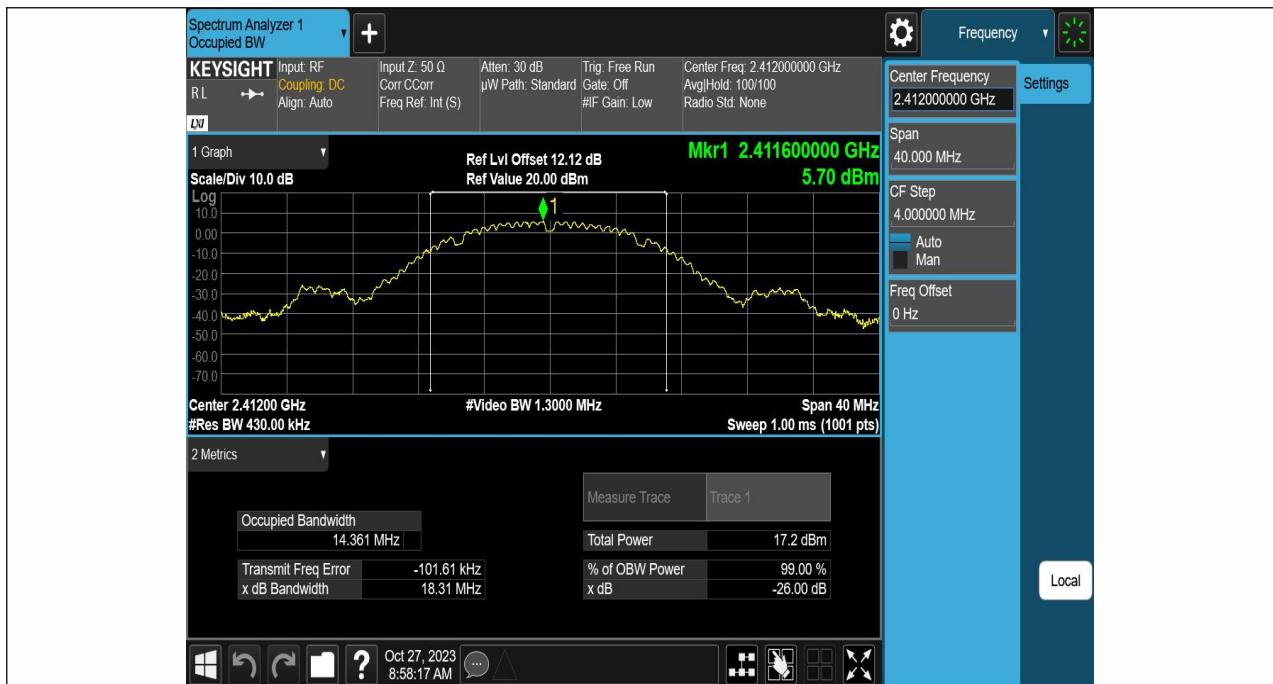 Spectrum Analyzer 1
Occupied BW
+
Frequency
KEYSIGHT
R L
LXI
Input: RF
Coupling: DC
Align: Auto
Input Z: 50 Ω
Corr CCorr
Freq Ref: Int (S)
Atten: 30 dB
µW Path: Standard
Trig: Free Run
Gate: Off
#IF Gain: Low
Center Freq: 2.412000000 GHz
Avg|Hold: 100/100
Radio Std: None
Center Frequency
2.412000000 GHz
Settings
Span
40.000 MHz
CF Step
4.000000 MHz
Auto
Man
Freq Offset
0 Hz
Local
1 Graph
Scale/Div 10.0 dB
Ref Lvl Offset 12.12 dB
Ref Value 20.00 dBm
Mkr1 2.411600000 GHz
5.70 dBm
Log
1
10.0
0.00
-10.0
-20.0
-30.0
-40.0
-50.0
-60.0
-70.0
Center 2.41200 GHz
#Video BW 1.3000 MHz
Span 40 MHz
#Res BW 430.00 kHz
Sweep 1.00 ms (1001 pts)
2 Metrics
Measure Trace Trace 1
Occupied Bandwidth
14.361 MHz
Total Power 17.2 dBm
Transmit Freq Error -101.61 kHz
% of OBW Power 99.00 %
x dB Bandwidth 18.31 MHz
x dB -26.00 dB
?
Oct 27, 2023
8:58:17 AM